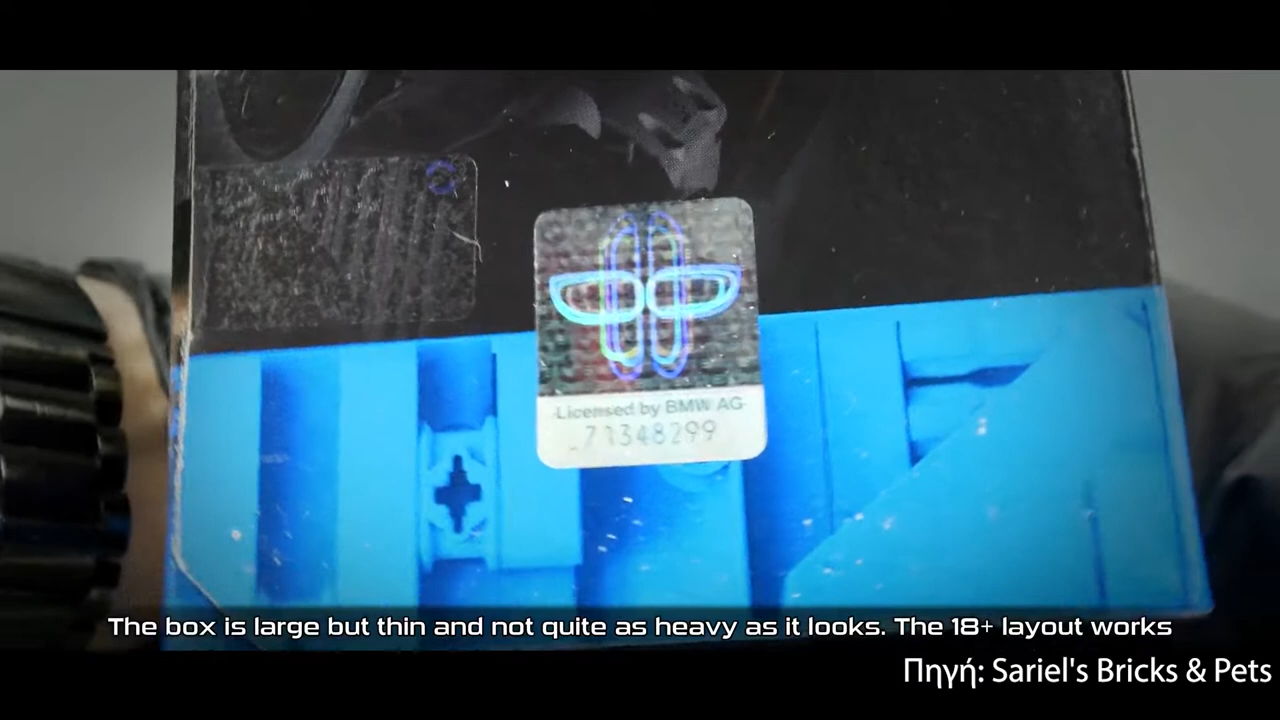 Licensed by BMW AG
71348299
The box is large but thin and not quite as heavy as it looks. The 18+ layout works
Πηγή: Sariel's Bricks & Pets